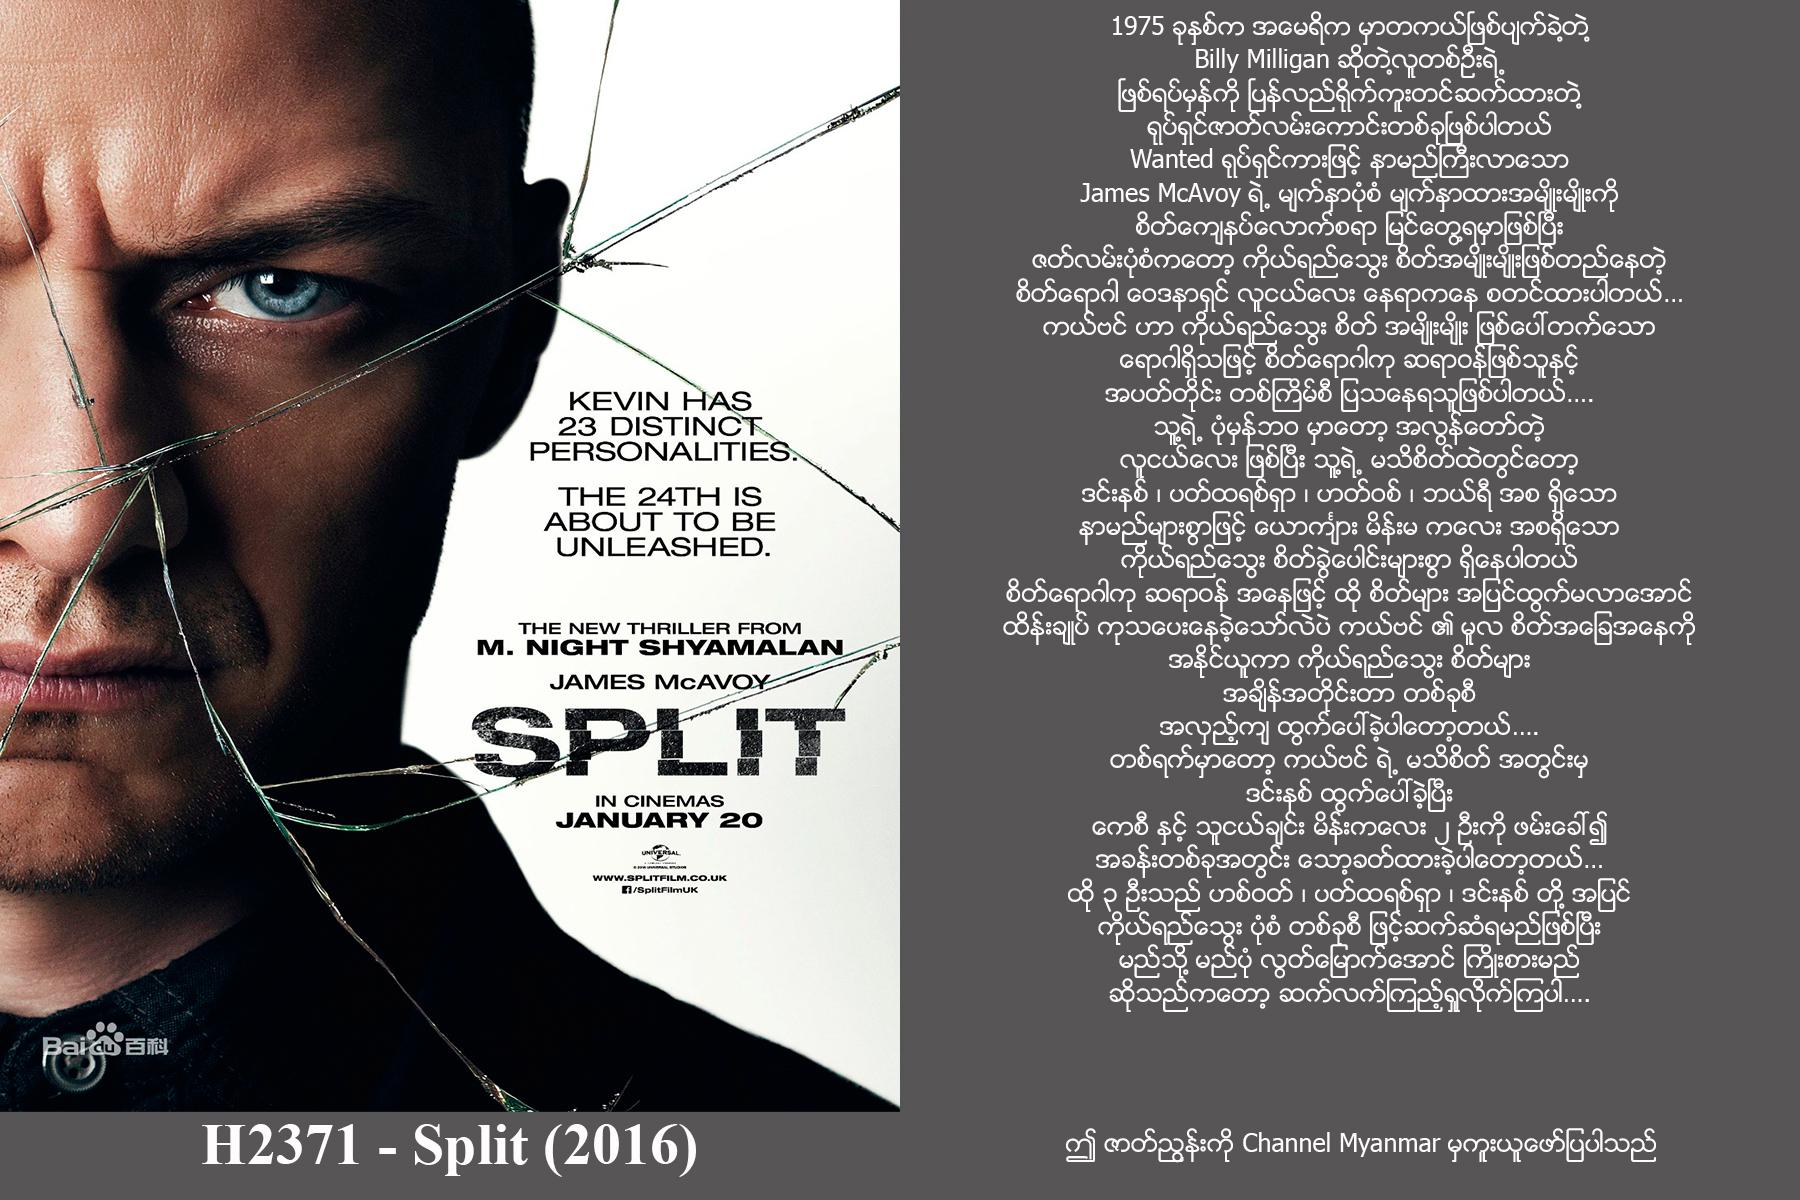 KEVIN HAS
23 DISTINCT
PERSONALITIES.
THE 24TH IS
ABOUT TO BE
UNLEASHED.
THE NEW THRILLER FROM
M. NIGHT SHYAMALAN
JAMES McAVOY
SPLIT
IN CINEMAS
JANUARY 20
UNIVERSAL
WWW.SPLITFILM.CO.UK
/SplitFilmUK
Baidu百科
H2371 - Split (2016)
1975 ခုနှစ်က အမေရိက မှာတကယ်ဖြစ်ပျက်ခဲ့တဲ့
Billy Milligan ဆိုတဲ့လူတစ်ဦးရဲ့
ဖြစ်ရပ်မှန်ကို ပြန်လည်ရိုက်ကူးတင်ဆက်ထားတဲ့
ရုပ်ရှင်ဇာတ်လမ်းကောင်းတစ်ခုဖြစ်ပါတယ်
Wanted ရုပ်ရှင်ကားဖြင့် နာမည်ကြီးလာသော
James McAvoy ရဲ့ မျက်နှာပုံစံ မျက်နှာထားအမျိုးမျိုးကို
စိတ်ကျေနပ်လောက်စရာ မြင်တွေ့ရမှာဖြစ်ပြီး
ဇတ်လမ်းပုံစံကတော့ ကိုယ်ရည်သွေး စိတ်အမျိုးမျိုးဖြစ်တည်နေတဲ့
စိတ်ရောဂါ ဝေဒနာရှင် လူငယ်လေး နေရာကနေ စတင်ထားပါတယ်...
ကယ်ဗင် ဟာ ကိုယ်ရည်သွေး စိတ် အမျိုးမျိုး ဖြစ်ပေါ်တက်သော
ရောဂါရှိသဖြင့် စိတ်ရောဂါကု ဆရာဝန်ဖြစ်သူနှင့်
အပတ်တိုင်း တစ်ကြိမ်စီ ပြသနေရသူဖြစ်ပါတယ်....
သူ့ရဲ့ ပုံမှန်ဘဝ မှာတော့ အလွန်တော်တဲ့
လူငယ်လေး ဖြစ်ပြီး သူ့ရဲ့ မသိစိတ်ထဲတွင်တော့
ဒင်းနစ် ၊ ပတ်ထရစ်ရှာ ၊ ဟတ်ဝစ် ၊ ဘယ်ရီ အစ ရှိသော
နာမည်များစွာဖြင့် ယောင်္ကျား မိန်းမ ကလေး အစရှိသော
ကိုယ်ရည်သွေး စိတ်ခွဲပေါင်းများစွာ ရှိနေပါတယ်
စိတ်ရောဂါကု ဆရာဝန် အနေဖြင့် ထို စိတ်များ အပြင်ထွက်မလာအောင်
ထိန်းချုပ် ကုသပေးနေခဲ့သော်လဲပဲ ကယ်ဗင် ၏ မူလ စိတ်အခြေအနေကို
အနိုင်ယူကာ ကိုယ်ရည်သွေး စိတ်များ
အချိန်အတိုင်းတာ တစ်ခုစီ
အလှည့်ကျ ထွက်ပေါ်ခဲ့ပါတော့တယ်....
တစ်ရက်မှာတော့ ကယ်ဗင် ရဲ့ မသိစိတ် အတွင်းမှ
ဒင်းနစ် ထွက်ပေါ်ခဲ့ပြီး
ကေစီ နှင့် သူငယ်ချင်း မိန်းကလေး ၂ ဦးကို ဖမ်းခေါ်၍
အခန်းတစ်ခုအတွင်း သော့ခတ်ထားခဲ့ပါတော့တယ်...
ထို ၃ ဦးသည် ဟစ်ဝတ် ၊ ပတ်ထရစ်ရှာ ၊ ဒင်းနစ် တို့ အပြင်
ကိုယ်ရည်သွေး ပုံစံ တစ်ခုစီ ဖြင့်ဆက်ဆံရမည်ဖြစ်ပြီး
မည်သို့ မည်ပုံ လွတ်မြောက်အောင် ကြိုးစားမည်
ဆိုသည်ကတော့ ဆက်လက်ကြည့်ရှုလိုက်ကြပါ....
ဤ ဇာတ်ညွှန်းကို Channel Myanmar မှကူးယူဖော်ပြပါသည်